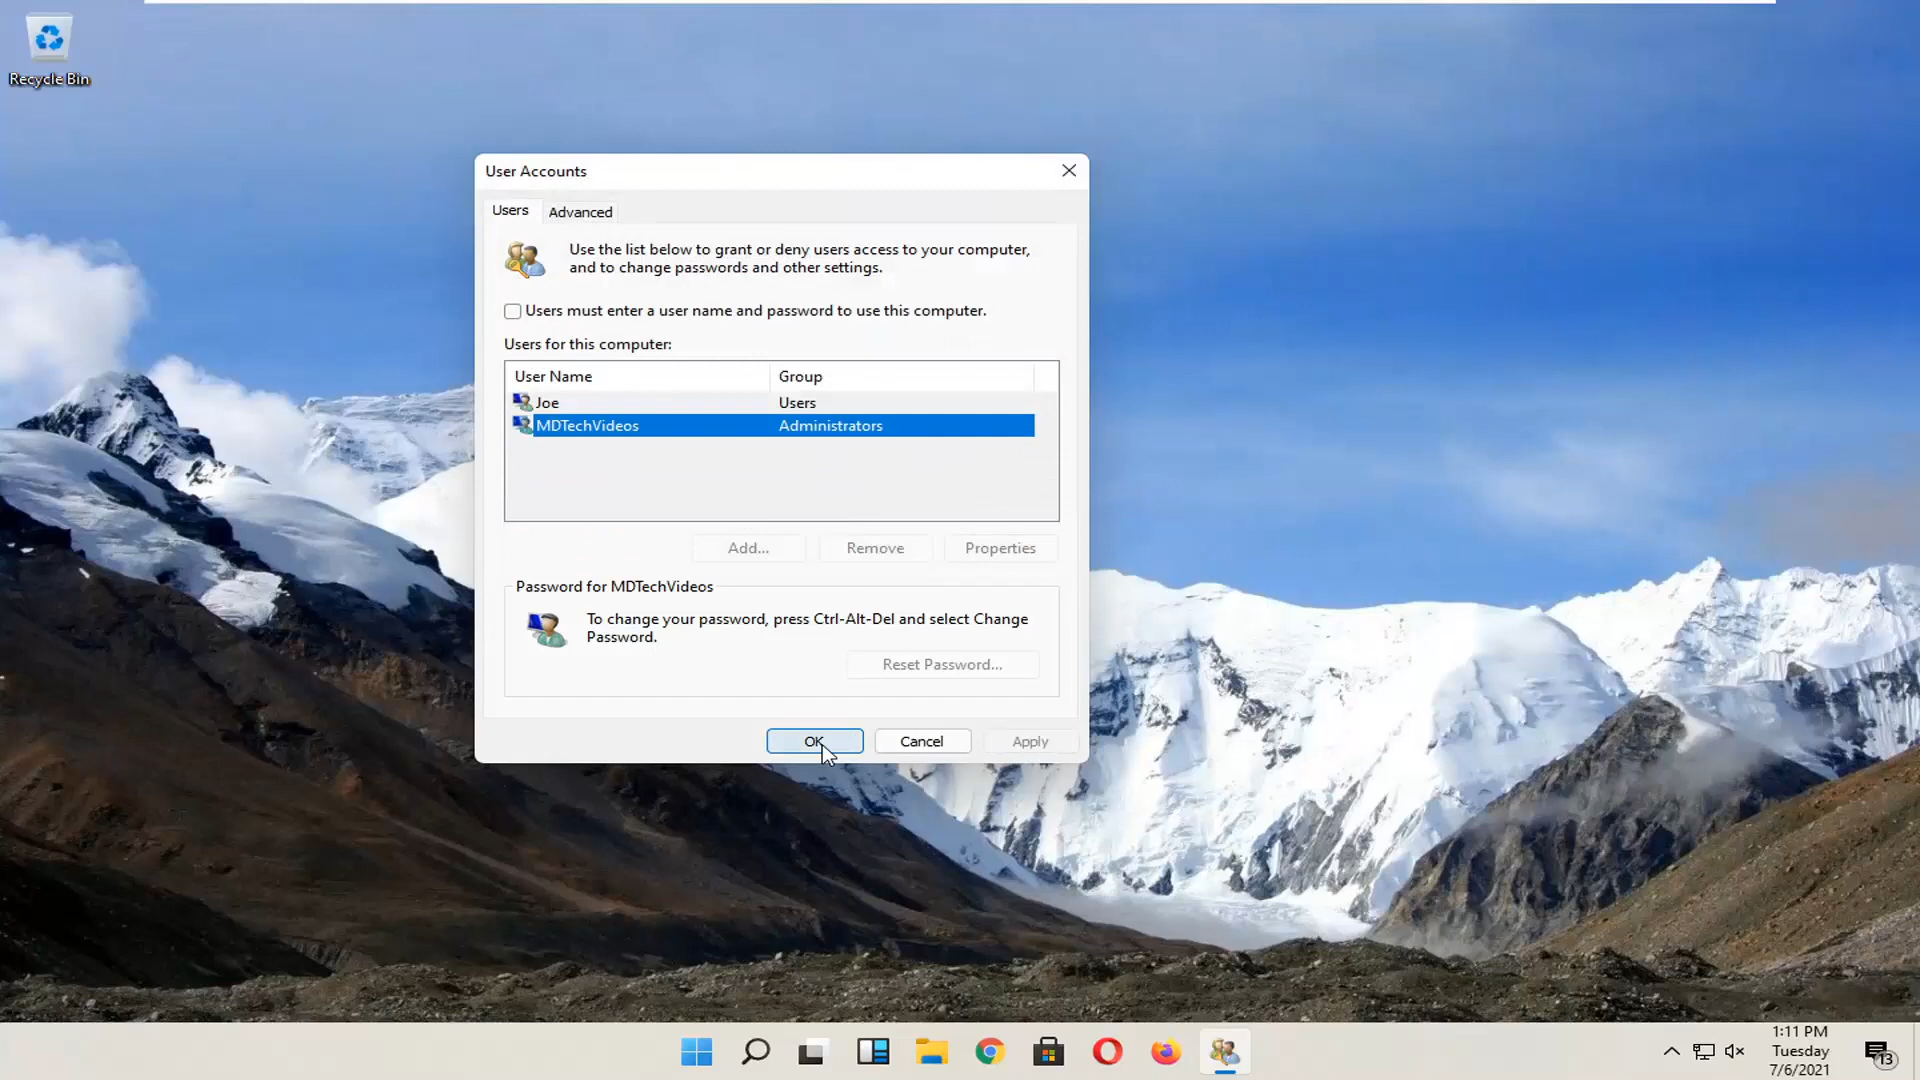 Recycle Bin
User Accounts
Users
Advanced
Use the list below to grant or deny users access to your computer,
and to change passwords and other settings.
Users must enter a user name and password to use this computer.
Users for this computer:
User Name Group
Joe Users
MDTechVideos Administrators
Add... Remove Properties
Password for MDTechVideos
To change your password, press Ctrl-Alt-Del and select Change
Password.
Reset Password...
OK Cancel Apply
1:11 PM
Tuesday
7/6/2021
13